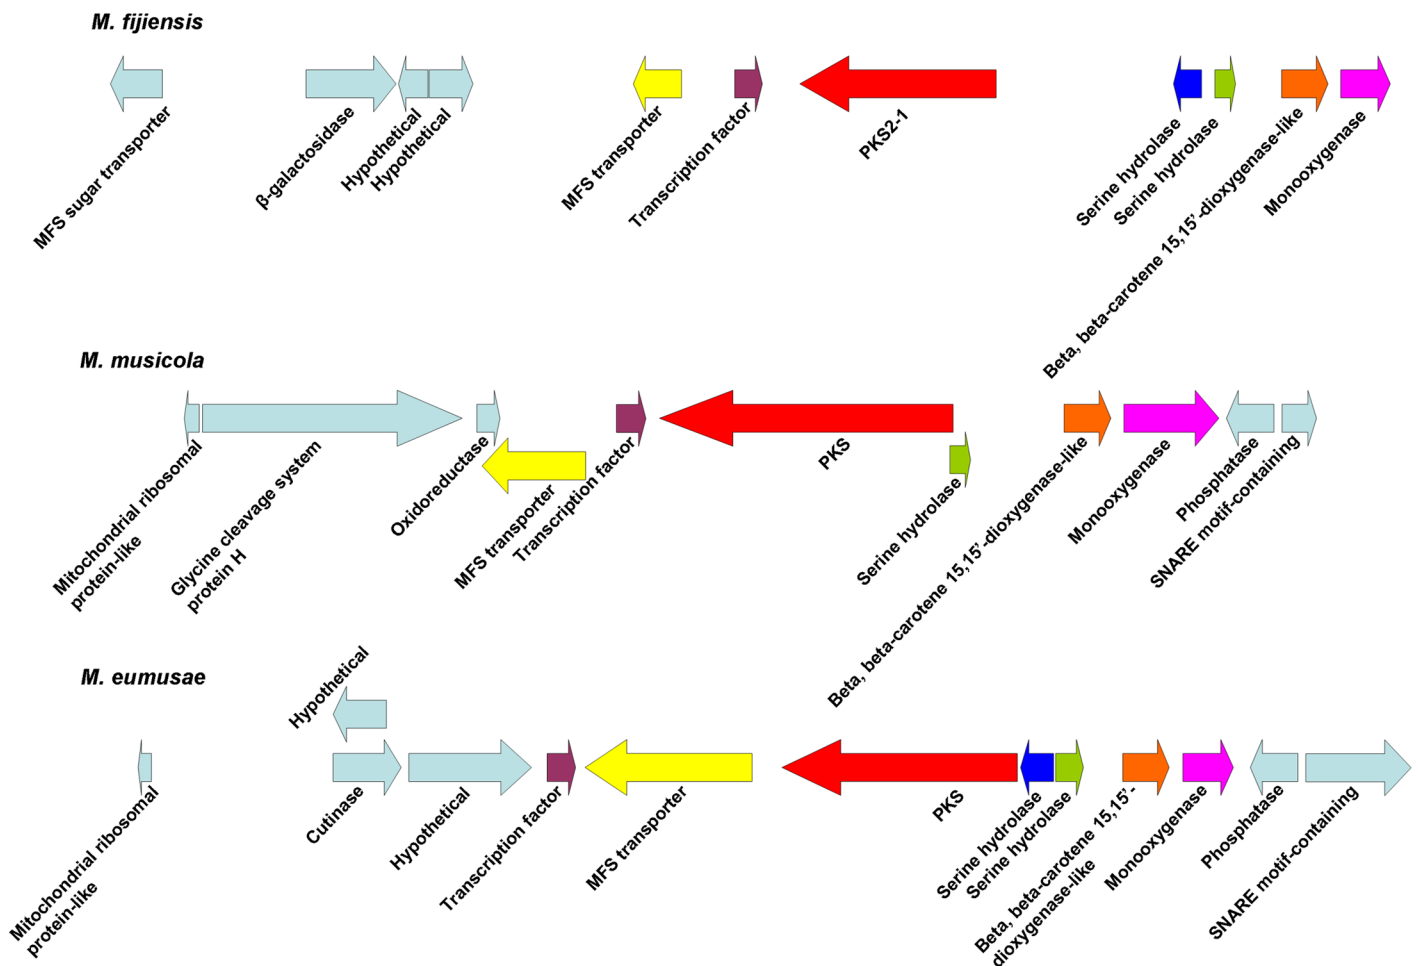 M. fijiensis
MFS sugar transporter
β-galactosidase
Hypothetical
Hypothetical
MFS transporter
Transcription factor
PKS2-1
Serine hydrolase
Serine hydrolase
Beta, beta-carotene 15,15’-dioxygenase-like
Monooxygenase
M. musicola
Mitochondrial ribosomal
protein-like
Glycine cleavage system
protein H
Oxidoreductase
MFS transporter
Transcription factor
PKS
Serine hydrolase
Beta, beta-carotene 15,15’-dioxygenase-like
Monooxygenase
Phosphatase
SNARE motif-containing
M. eumusae
Mitochondrial ribosomal
protein-like
Hypothetical
Cutinase
Hypothetical
Transcription factor
MFS transporter
PKS
Serine hydrolase
Serine hydrolase
Beta, beta-carotene 15,15’-
dioxygenase-like
Monooxygenase
Phosphatase
SNARE motif-containing